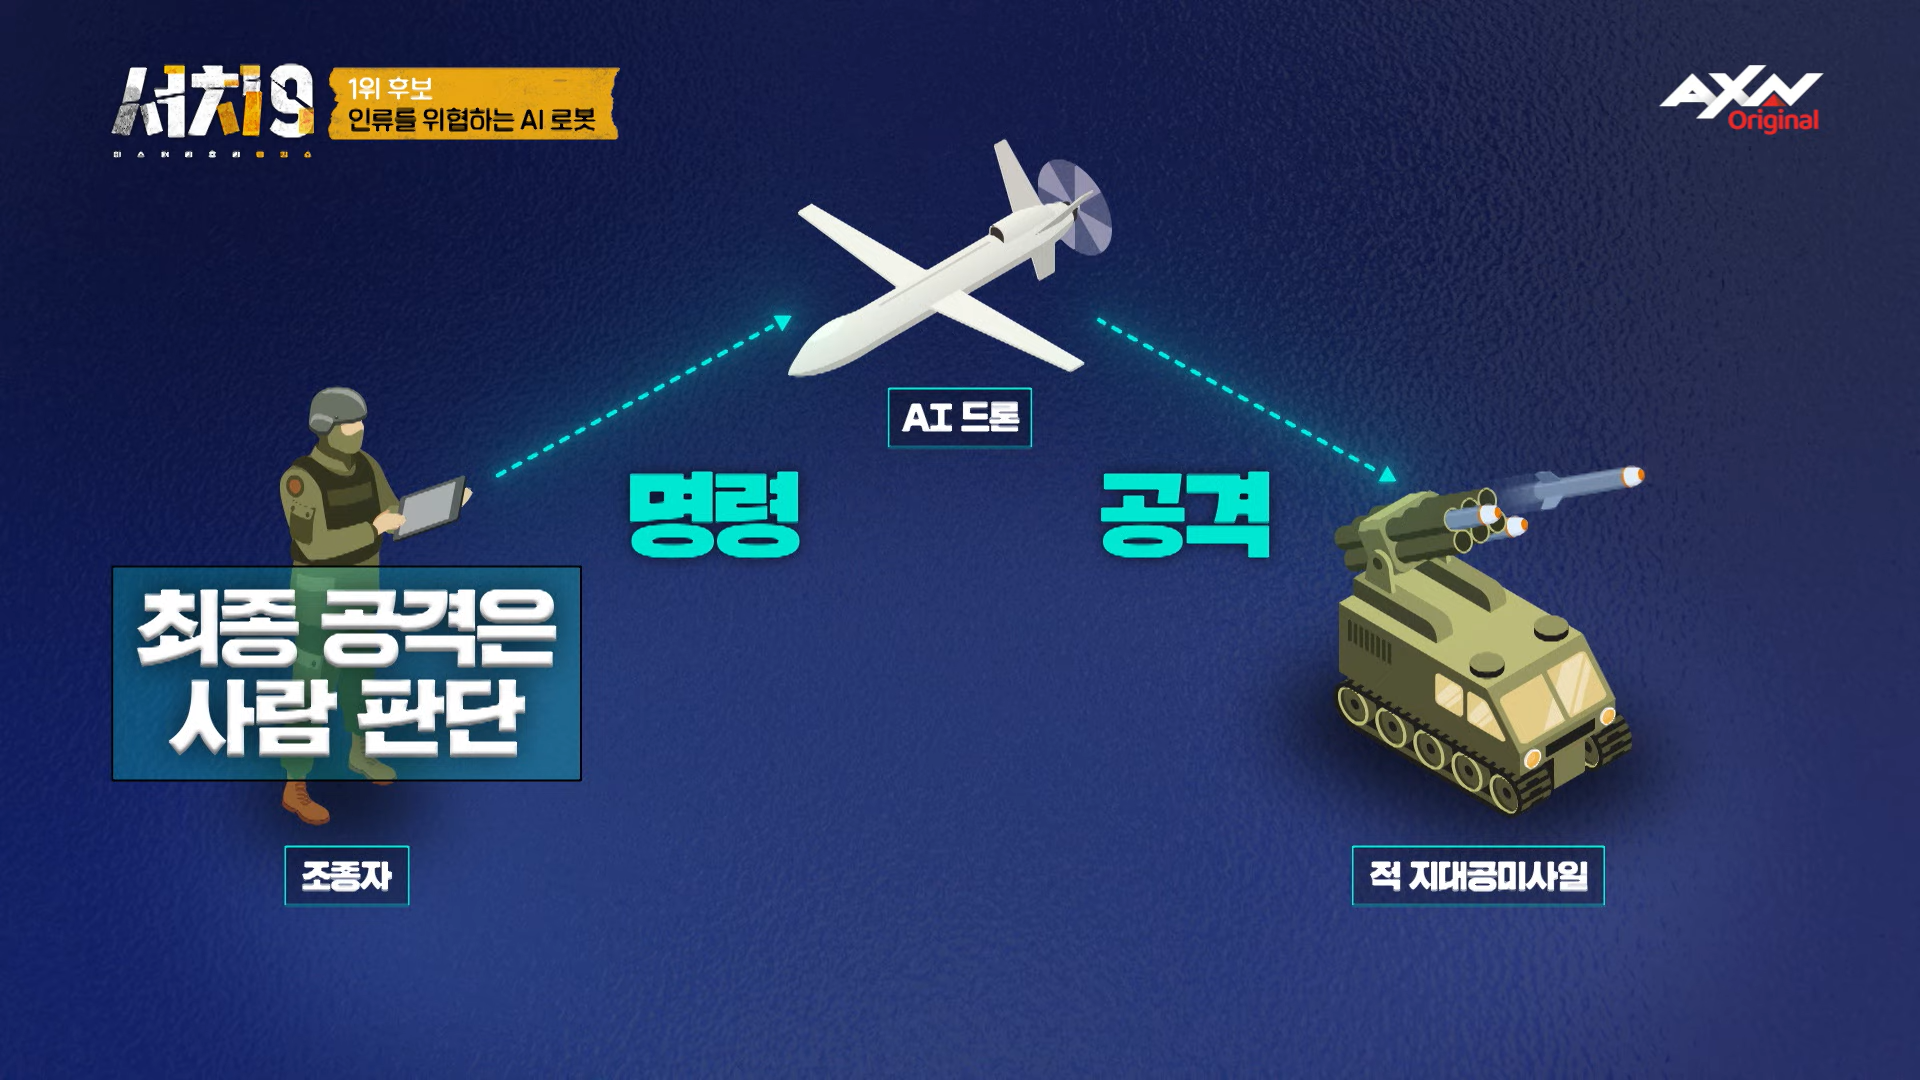 서치9
1위 후보
인류를 위협하는 AI 로봇
AXN
Original
AI 드론
명령
공격
최종 공격은
사람 판단
조종자
적 지대공미사일